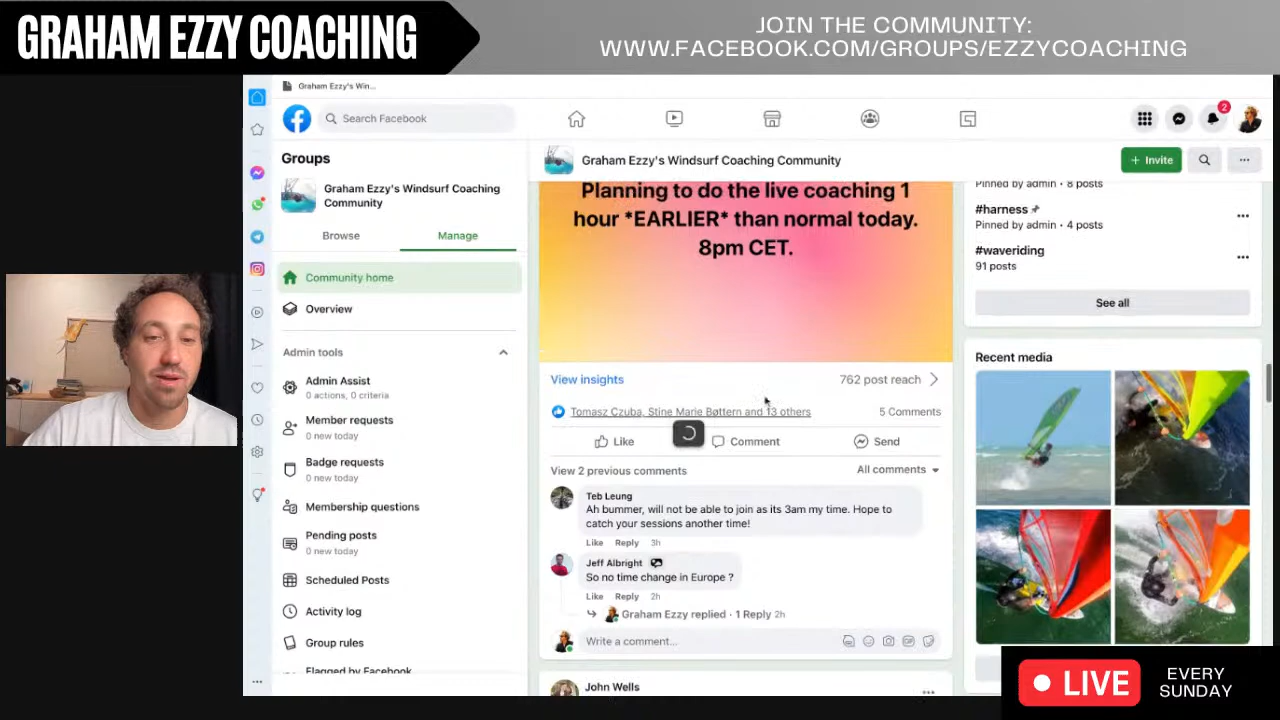 GRAHAM EZZY COACHING
JOIN THE COMMUNITY:
WWW.FACEBOOK.COM/GROUPS/EZZYCOACHING
Graham Ezzy's Win...
Search Facebook
2
Groups
Graham Ezzy's Windsurf Coaching
Community
Browse
Manage
Community home
Overview
Admin tools
Admin Assist
0 actions, 0 criteria
Member requests
0 new today
Badge requests
0 new today
Membership questions
Pending posts
0 new today
Scheduled Posts
Activity log
Group rules
Flagged by Facebook
Graham Ezzy's Windsurf Coaching Community
+ Invite
Planning to do the live coaching 1
hour *EARLIER* than normal today.
8pm CET.
View insights
762 post reach
Tomasz Czuba, Stine Marie Bøttern and 13 others
5 Comments
Like
Comment
Send
View 2 previous comments
All comments
Teb Leung
Ah bummer, will not be able to join as its 3am my time. Hope to
catch your sessions another time!
Like Reply 3h
Jeff Albright
So no time change in Europe ?
Like Reply 2h
Graham Ezzy replied · 1 Reply 2h
Write a comment...
GIF
John Wells
Pinned by admin • 8 posts
#harness
Pinned by admin • 4 posts
#waveriding
91 posts
See all
Recent media
LIVE
EVERY
SUNDAY